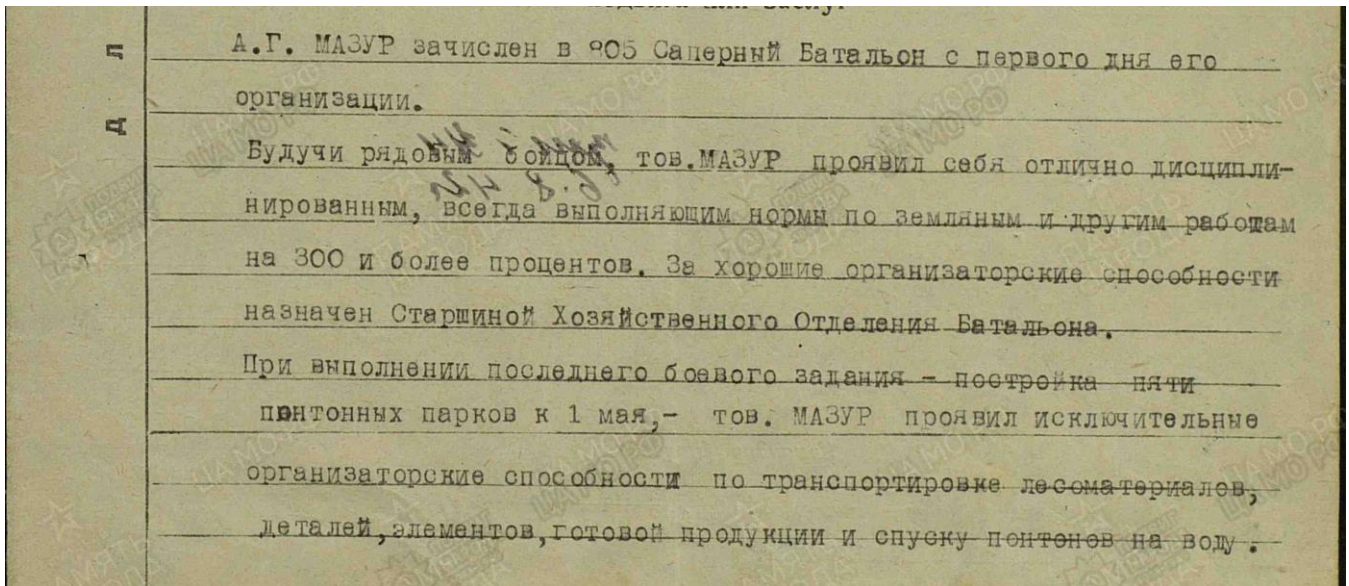 А.Г. МАЗУР зачислен в 805 Саперный Батальон с первого дня его
организации.
Будучи рядовым бойцом, тов.МАЗУР проявил себя отлично дисципли-
нированным, всегда выполняющим нормы по земляным и другим работам
на 300 и более процентов. За хорошие организаторские способности
назначен Старшиной Хозяйственного Отделения Батальона.
При выполнении последнего боевого задания - постройка пяти
понтонных парков к 1 мая,- тов. МАЗУР проявил исключительные
организаторские способности по транспортировке лесоматериалов,
деталей,элементов,готовой продукции и спуску понтонов на воду.